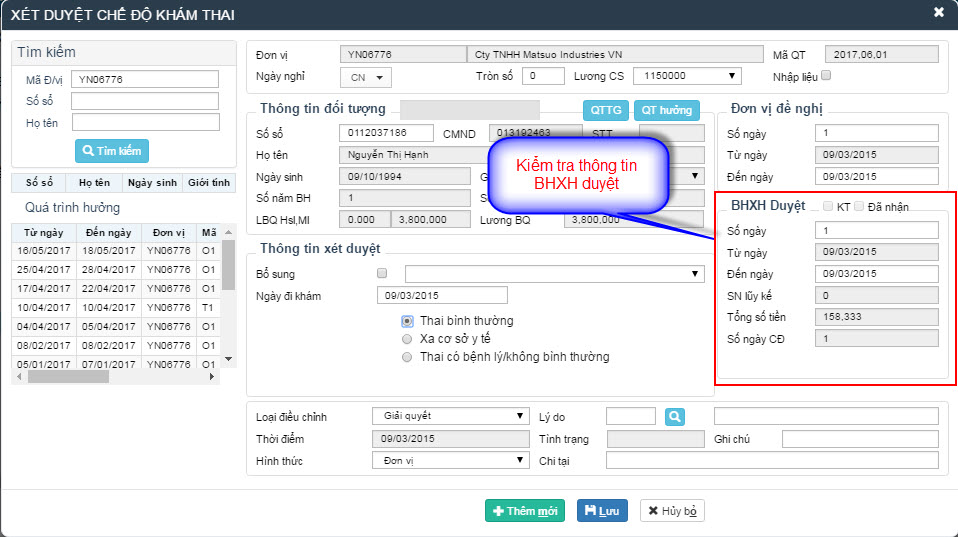 XÉT DUYỆT CHẾ ĐỘ KHÁM THAI
Tìm kiếm
Mã Đ/vị YN06776
Số sổ
Họ tên
Tìm kiếm
Số sổ Họ tên Ngày sinh Giới tính
Quá trình hưởng
Từ ngày Đến ngày Đơn vị Mã
16/05/2017 18/05/2017 YN06776 O1
25/04/2017 28/04/2017 YN06776 O1
17/04/2017 22/04/2017 YN06776 O1
10/04/2017 10/04/2017 YN06776 T1
04/04/2017 05/04/2017 YN06776 O1
08/02/2017 08/02/2017 YN06776 O1
05/01/2017 07/01/2017 YN06776 O1
Đơn vị YN06776 Cty TNHH Matsuo Industries VN Mã QT 2017,06,01
Ngày nghỉ CN Tròn số 0 Lương CS 1150000 Nhập liệu
Thông tin đối tượng QTTG QT hưởng
Số sổ 0112037186 CMND 013192463 STT
Họ tên Nguyễn Thị Hạnh
Ngày sinh 09/10/1994 G
Số năm BH 1 S
LBQ Hsl,Ml 0.000 3,800,000 Lương BQ 3,800,000
Kiểm tra thông tin
BHXH duyệt
Đơn vị đề nghị
Số ngày 1
Từ ngày 09/03/2015
Đến ngày 09/03/2015
BHXH Duyệt KT Đã nhận
Số ngày 1
Từ ngày 09/03/2015
Đến ngày 09/03/2015
SN lũy kế 0
Tổng số tiền 158,333
Số ngày CĐ 1
Thông tin xét duyệt
Bổ sung
Ngày đi khám 09/03/2015
Thai bình thường
Xa cơ sở y tế
Thai có bệnh lý/không bình thường
Loại điều chỉnh Giải quyết Lý do
Thời điểm 09/03/2015 Tình trạng Ghi chú
Hình thức Đơn vị Chi tại
Thêm mới Lưu Hủy bỏ